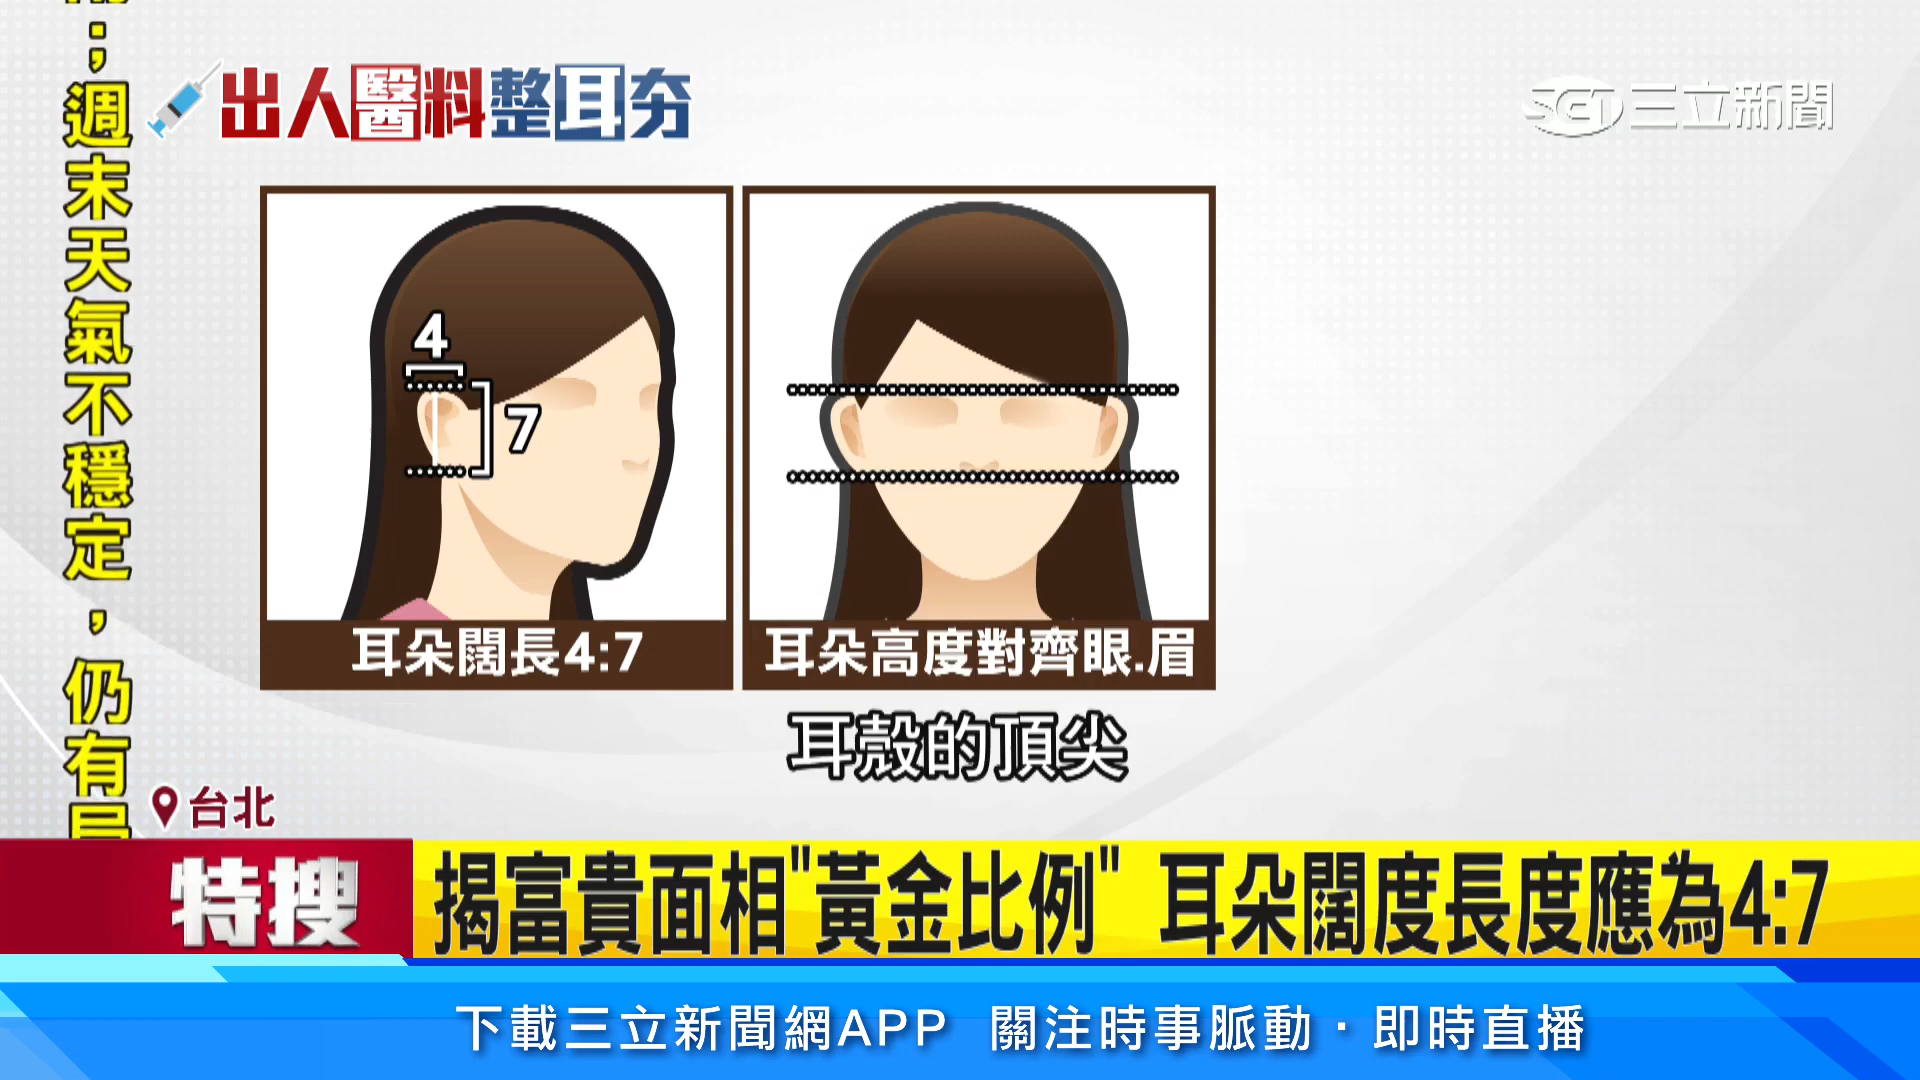 出人醫料整耳夯
SET三立新聞
；週末天氣不穩定，仍有局
4
7
耳朵闊長4:7
耳朵高度對齊眼.眉
耳殼的頂尖
台北
特搜
揭富貴面相"黃金比例" 耳朵闊度長度應為4:7
下載三立新聞網APP 關注時事脈動·即時直播